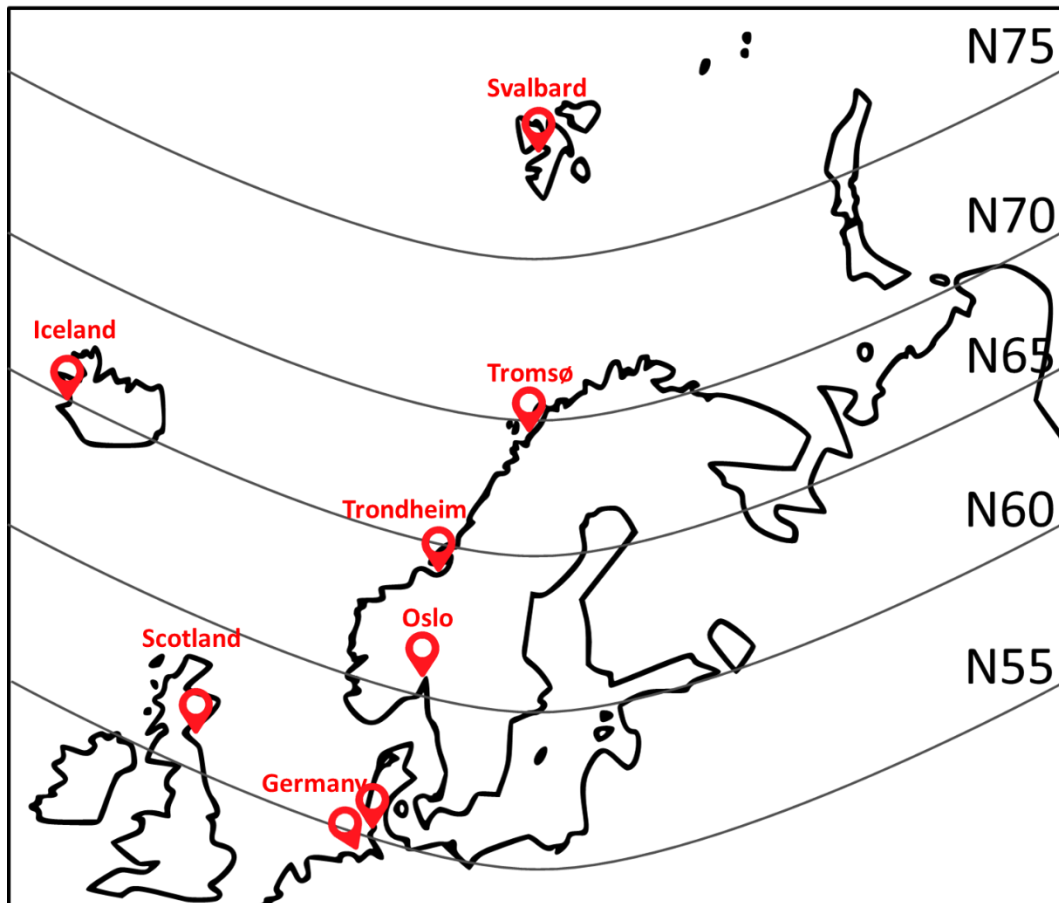 N75
Svalbard
N70
Iceland
N65
Tromsø
Trondheim
N60
Oslo
Scotland
N55
Germany